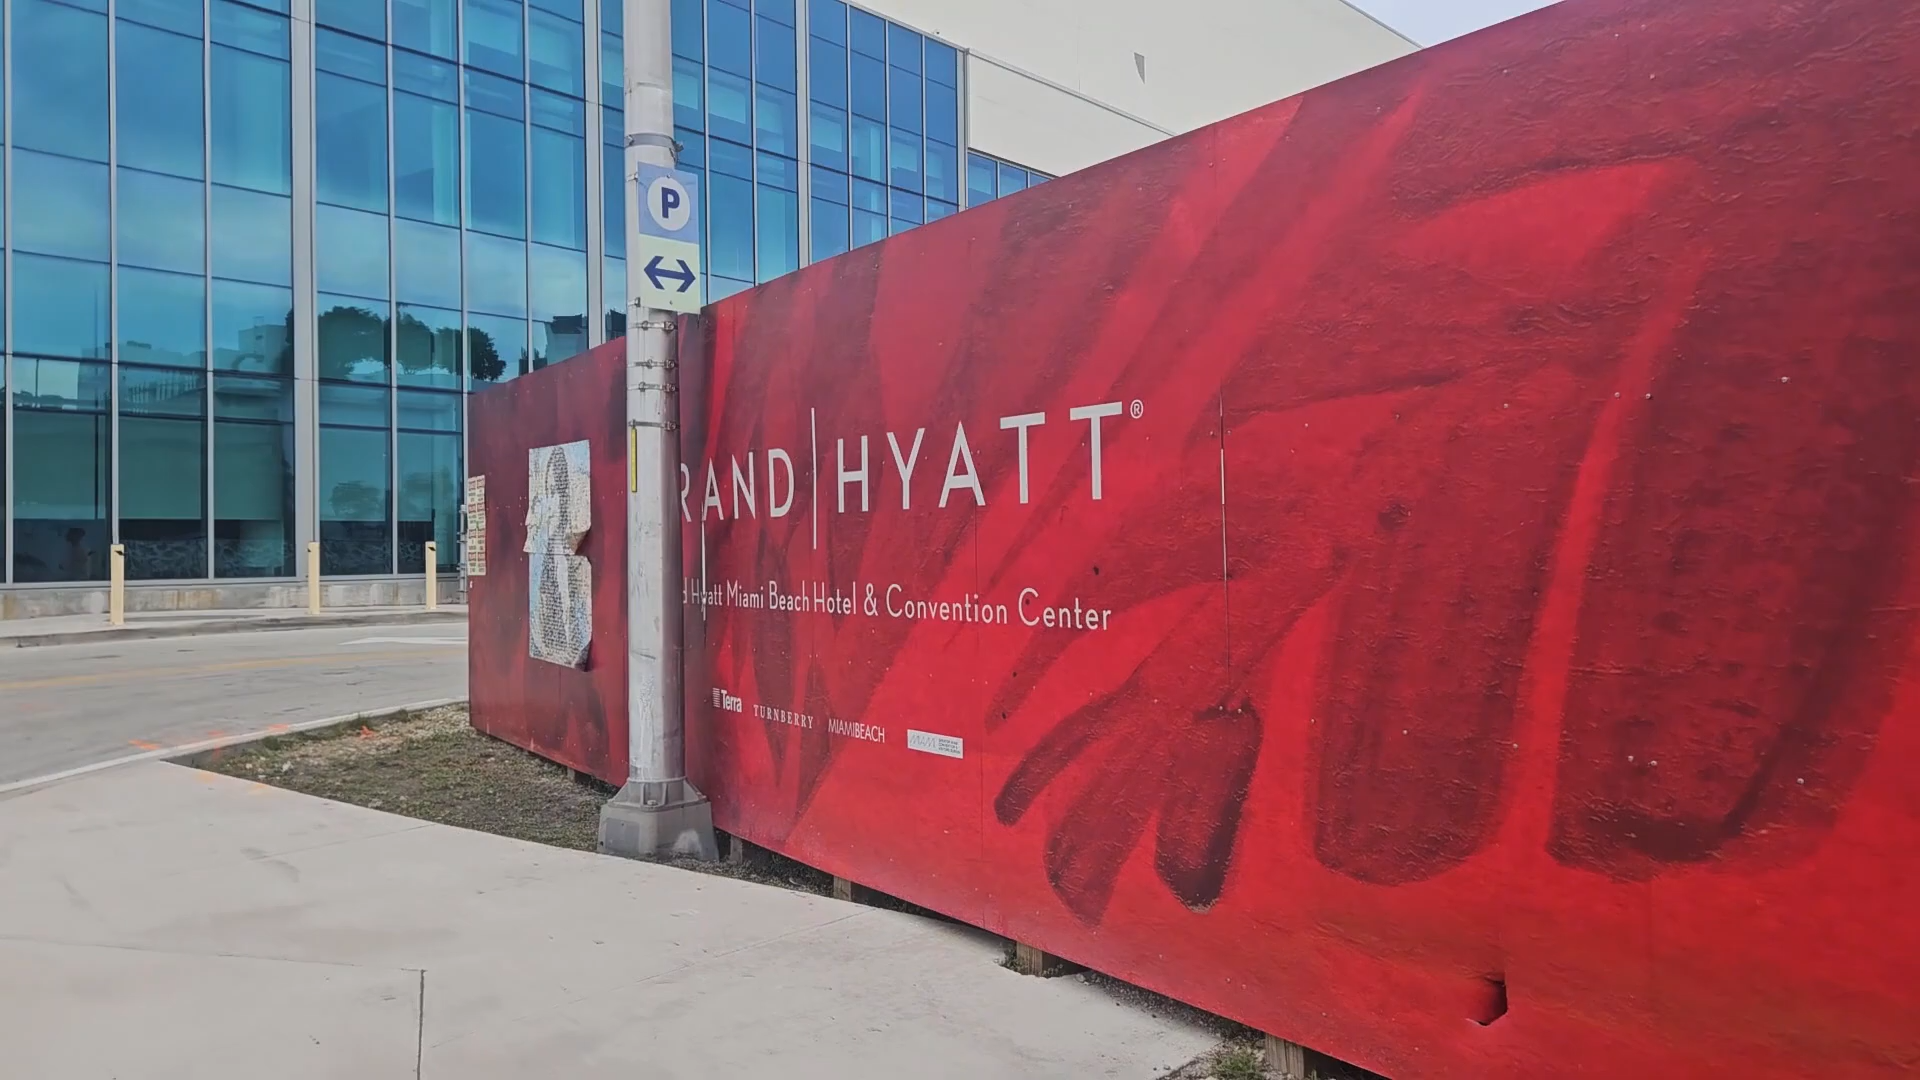 P
RAND | HYATT®
d Hyatt Miami Beach Hotel & Convention Center
Terra
TURNBERRY
MIAMIBEACH